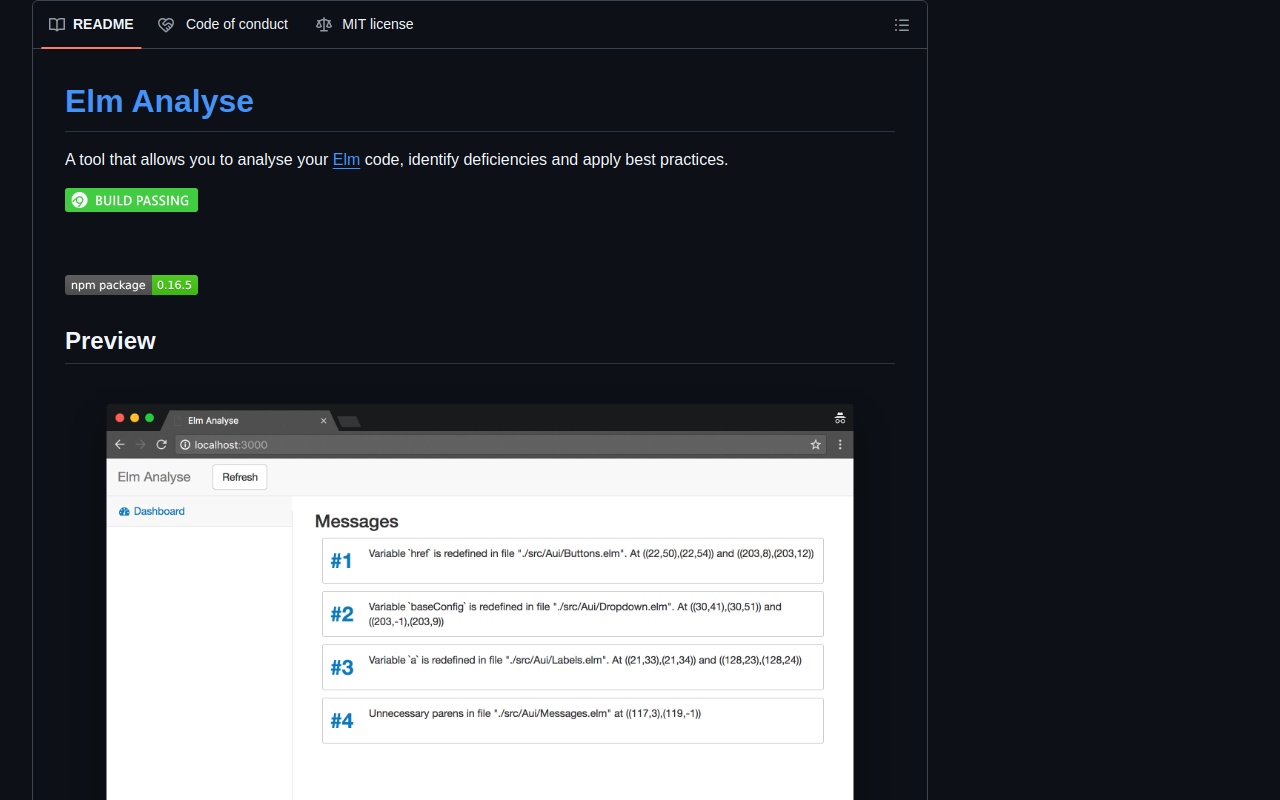 README Code of conduct MIT license
Elm Analyse
A tool that allows you to analyse your Elm code, identify deficiencies and apply best practices.
BUILD PASSING
npm package 0.16.5
Preview
Elm Analyse
localhost:3000
Elm Analyse Refresh
Dashboard
Messages
#1 Variable `href` is redefined in file "./src/Aui/Buttons.elm". At ((22,50),(22,54)) and ((203,8),(203,12))
#2 Variable `baseConfig` is redefined in file "./src/Aui/Dropdown.elm". At ((30,41),(30,51)) and
((203,-1),(203,9))
#3 Variable `a` is redefined in file "./src/Aui/Labels.elm". At ((21,33),(21,34)) and ((128,23),(128,24))
#4 Unnecessary parens in file "./src/Aui/Messages.elm" at ((117,3),(119,-1))